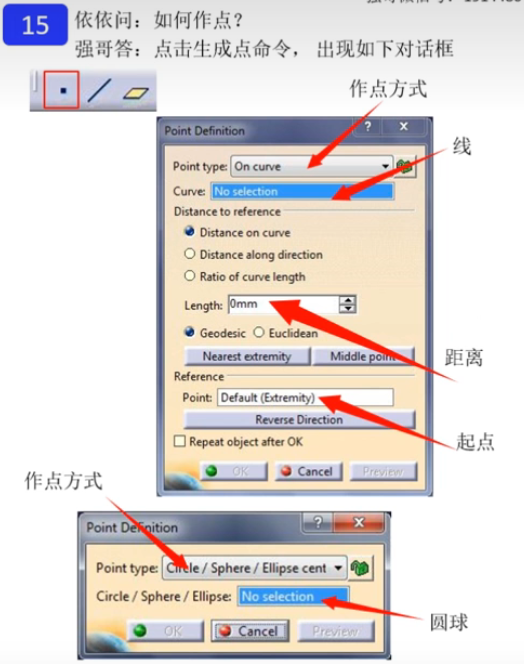 15
依依问：如何作点？
强哥答：点击生成点命令， 出现如下对话框
作点方式
Point Definition
线
Point type: On curve
Curve: No selection
Distance to reference
Distance on curve
Distance along direction
Ratio of curve length
Length: 0mm
Geodesic Euclidean
Nearest extremity Middle point
距离
Reference
Point: Default (Extremity)
Reverse Direction
起点
Repeat object after OK
OK Cancel Preview
作点方式
Point Definition
Point type: Circle / Sphere / Ellipse cent
Circle / Sphere / Ellipse: No selection
圆球
OK Cancel Preview